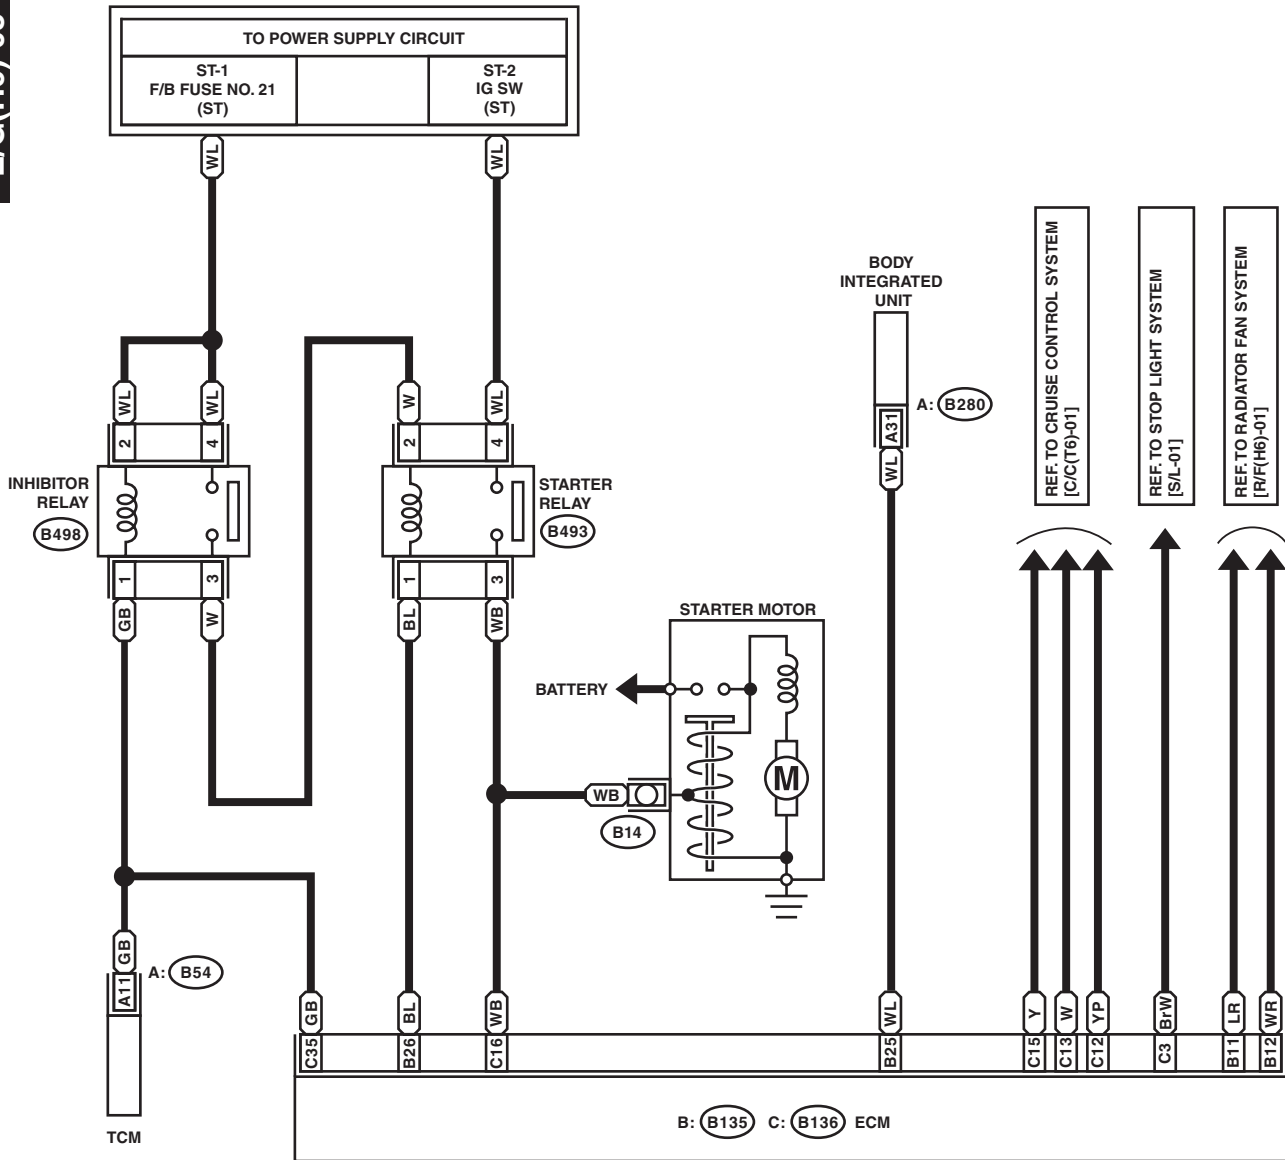 TO POWER SUPPLY CIRCUIT
ST-1
F/B FUSE NO. 21
(ST)
ST-2
IG SW
(ST)
WL
WL
BODY
INTEGRATED
UNIT
A31
A: B280
WL
REF. TO CRUISE CONTROL SYSTEM
[C/C(T6)-01]
REF. TO STOP LIGHT SYSTEM
[S/L-01]
REF. TO RADIATOR FAN SYSTEM
[R/F(H6)-01]
WL
WL
W
WL
2
4
2
4
INHIBITOR
RELAY
B498
STARTER
RELAY
B493
1
3
1
3
GB
W
BL
WB
STARTER MOTOR
BATTERY
M
WB
B14
GB
A11
A: B54
TCM
GB
BL
WB
WL
Y
W
YP
BrW
LR
WR
C35
B26
C16
B25
C15
C13
C12
C3
B11
B12
B: B135 C: B136 ECM